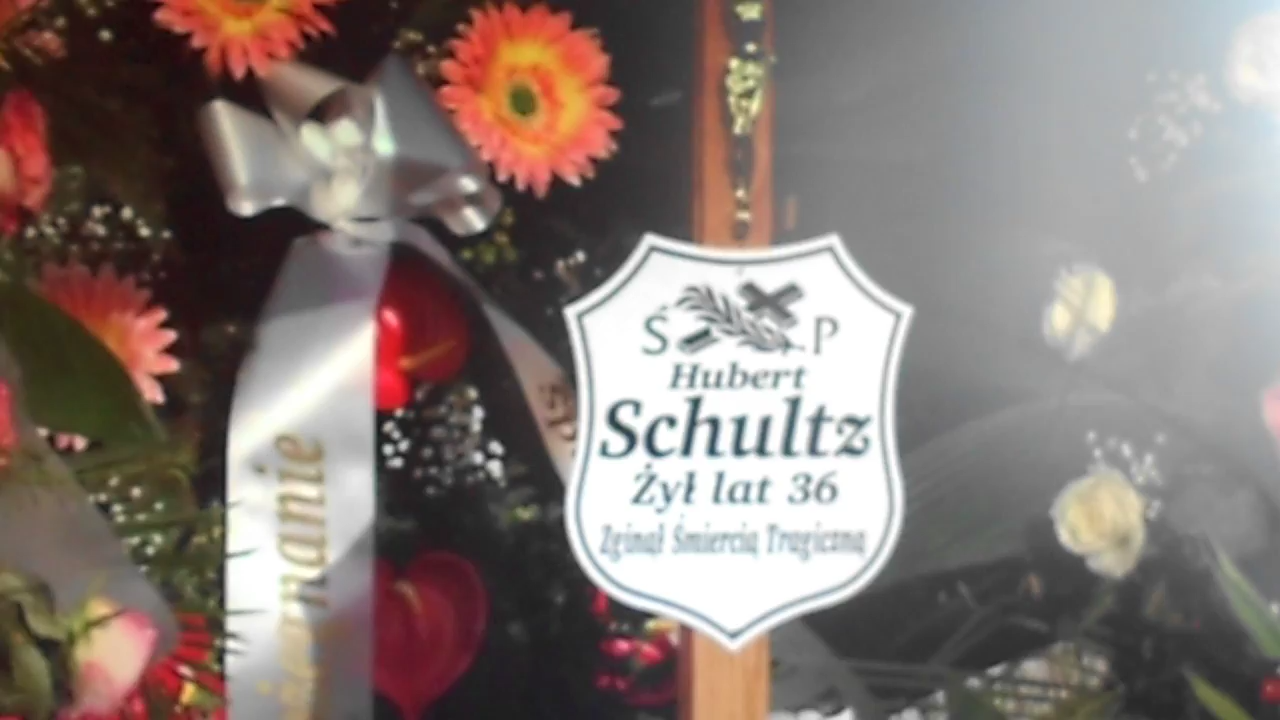 Ś P
Hubert
Schultz
Żył lat 36
Zginął Śmiercią Tragiczną